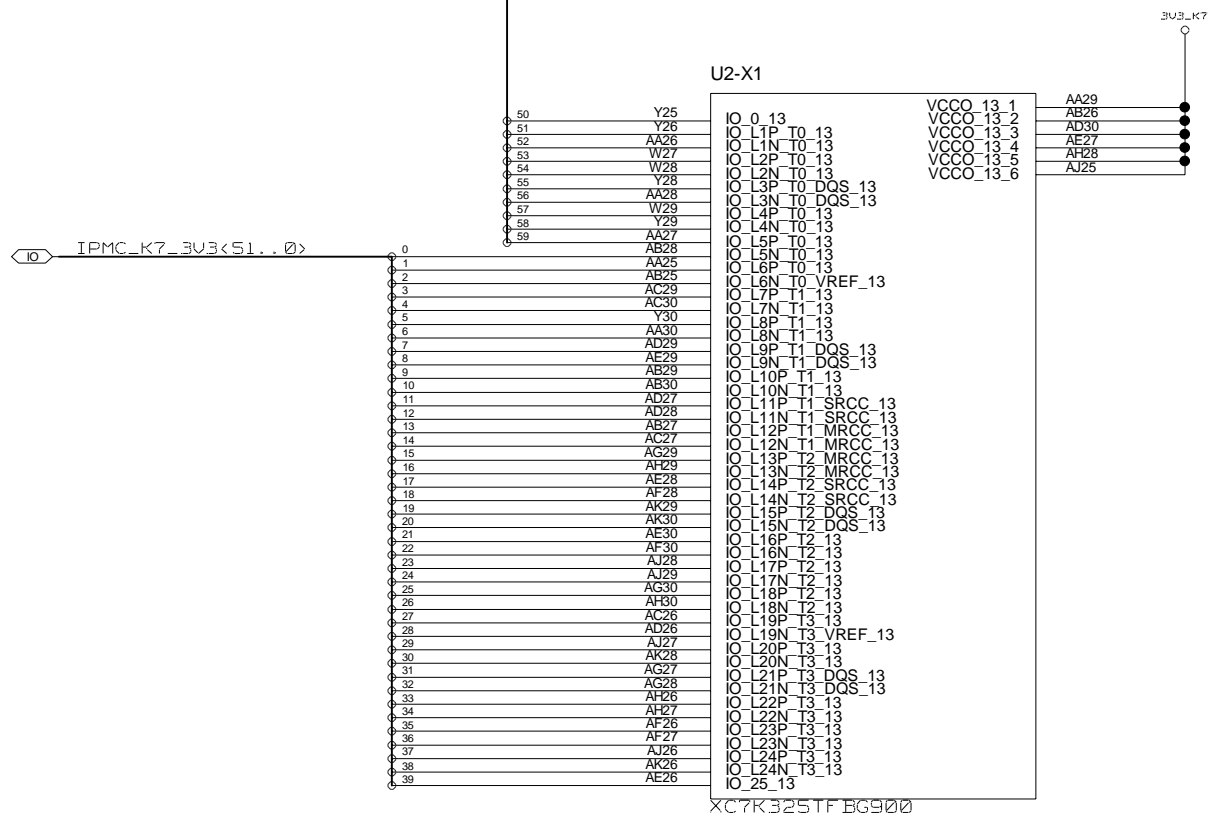 3V3_K7
U2-X1
50 Y25 IO_0_13 VCCO_13_1 AA29
51 Y26 IO_L1P_T0_13 VCCO_13_2 AB26
52 AA26 IO_L1N_T0_13 VCCO_13_3 AD30
53 W27 IO_L2P_T0_13 VCCO_13_4 AE27
54 W28 IO_L2N_T0_13 VCCO_13_5 AH28
55 Y28 IO_L3P_T0_DQS_13 VCCO_13_6 AJ25
56 AA28 IO_L3N_T0_DQS_13
57 W29 IO_L4P_T0_13
58 Y29 IO_L4N_T0_13
59 AA27 IO_L5P_T0_13
IO IPMC_K7_3V3<51..0>
0 AB28 IO_L5N_T0_13
1 AA25 IO_L6P_T0_13
2 AB25 IO_L6N_T0_VREF_13
3 AC29 IO_L7P_T1_13
4 AC30 IO_L7N_T1_13
5 Y30 IO_L8P_T1_13
6 AA30 IO_L8N_T1_13
7 AD29 IO_L9P_T1_DQS_13
8 AE29 IO_L9N_T1_DQS_13
9 AB29 IO_L10P_T1_13
10 AB30 IO_L10N_T1_13
11 AD27 IO_L11P_T1_SRCC_13
12 AD28 IO_L11N_T1_SRCC_13
13 AB27 IO_L12P_T1_MRCC_13
14 AC27 IO_L12N_T1_MRCC_13
15 AG29 IO_L13P_T2_MRCC_13
16 AH29 IO_L13N_T2_MRCC_13
17 AE28 IO_L14P_T2_SRCC_13
18 AF28 IO_L14N_T2_SRCC_13
19 AK29 IO_L15P_T2_DQS_13
20 AK30 IO_L15N_T2_DQS_13
21 AE30 IO_L16P_T2_13
22 AF30 IO_L16N_T2_13
23 AJ28 IO_L17P_T2_13
24 AJ29 IO_L17N_T2_13
25 AG30 IO_L18P_T2_13
26 AH30 IO_L18N_T2_13
27 AC26 IO_L19P_T3_13
28 AD26 IO_L19N_T3_VREF_13
29 AJ27 IO_L20P_T3_13
30 AK28 IO_L20N_T3_13
31 AG27 IO_L21P_T3_DQS_13
32 AG28 IO_L21N_T3_DQS_13
33 AH26 IO_L22P_T3_13
34 AH27 IO_L22N_T3_13
35 AF26 IO_L23P_T3_13
36 AF27 IO_L23N_T3_13
37 AJ26 IO_L24P_T3_13
38 AK26 IO_L24N_T3_13
39 AE26 IO_25_13
XC7K325TFBG900